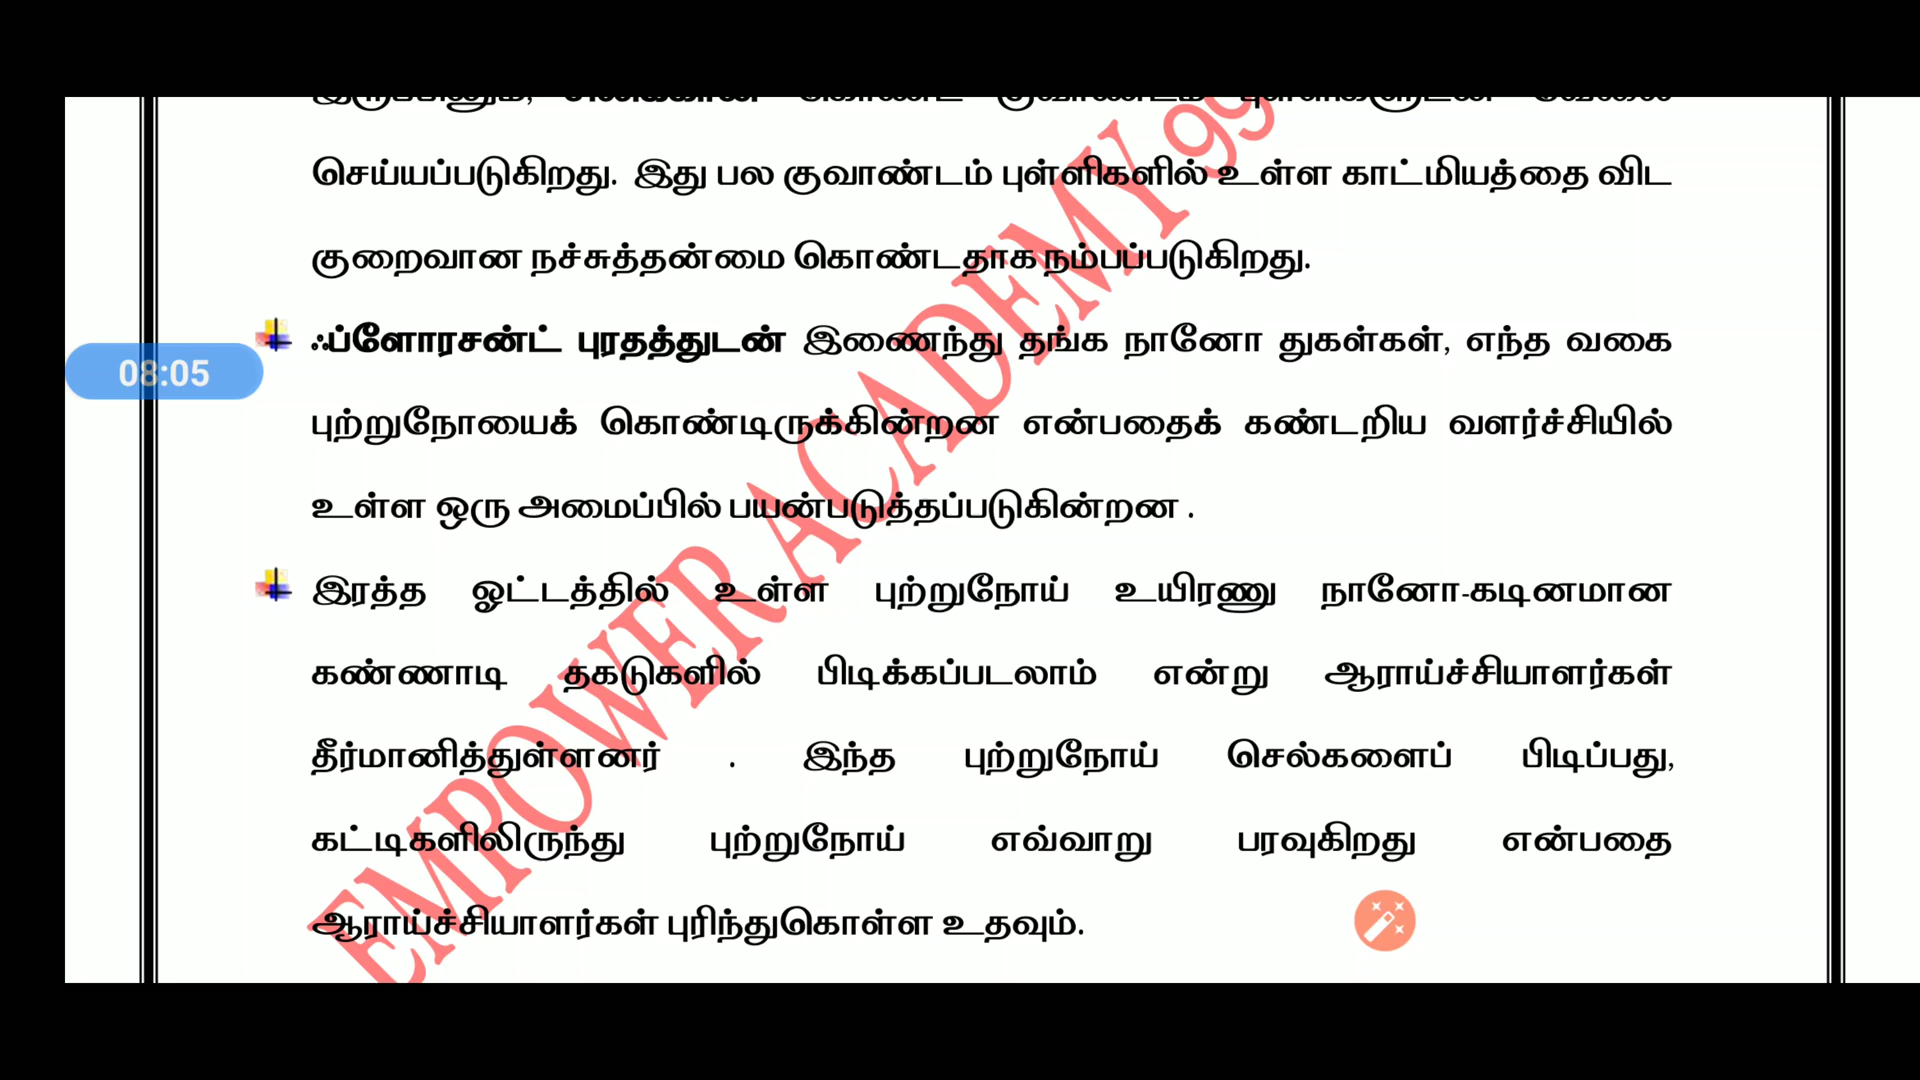 செய்யப்படுகிறது. இது பல குவாண்டம் புள்ளிகளில் உள்ள காட்மியத்தை விட
குறைவான நச்சுத்தன்மை கொண்டதாக நம்பப்படுகிறது.
ஃப்ளோரசன்ட் புரதத்துடன் இணைந்து தங்க நானோ துகள்கள், எந்த வகை
08:05
புற்றுநோயைக் கொண்டிருக்கின்றன என்பதைக் கண்டறிய வளர்ச்சியில்
உள்ள ஒரு அமைப்பில் பயன்படுத்தப்படுகின்றன .
இரத்த ஓட்டத்தில் உள்ள புற்றுநோய் உயிரணு நானோ-கடினமான
கண்ணாடி தகடுகளில் பிடிக்கப்படலாம் என்று ஆராய்ச்சியாளர்கள்
தீர்மானித்துள்ளனர் . இந்த புற்றுநோய் செல்களைப் பிடிப்பது,
கட்டிகளிலிருந்து புற்றுநோய் எவ்வாறு பரவுகிறது என்பதை
ஆராய்ச்சியாளர்கள் புரிந்துகொள்ள உதவும்.
EMPOWER ACADEMY 99